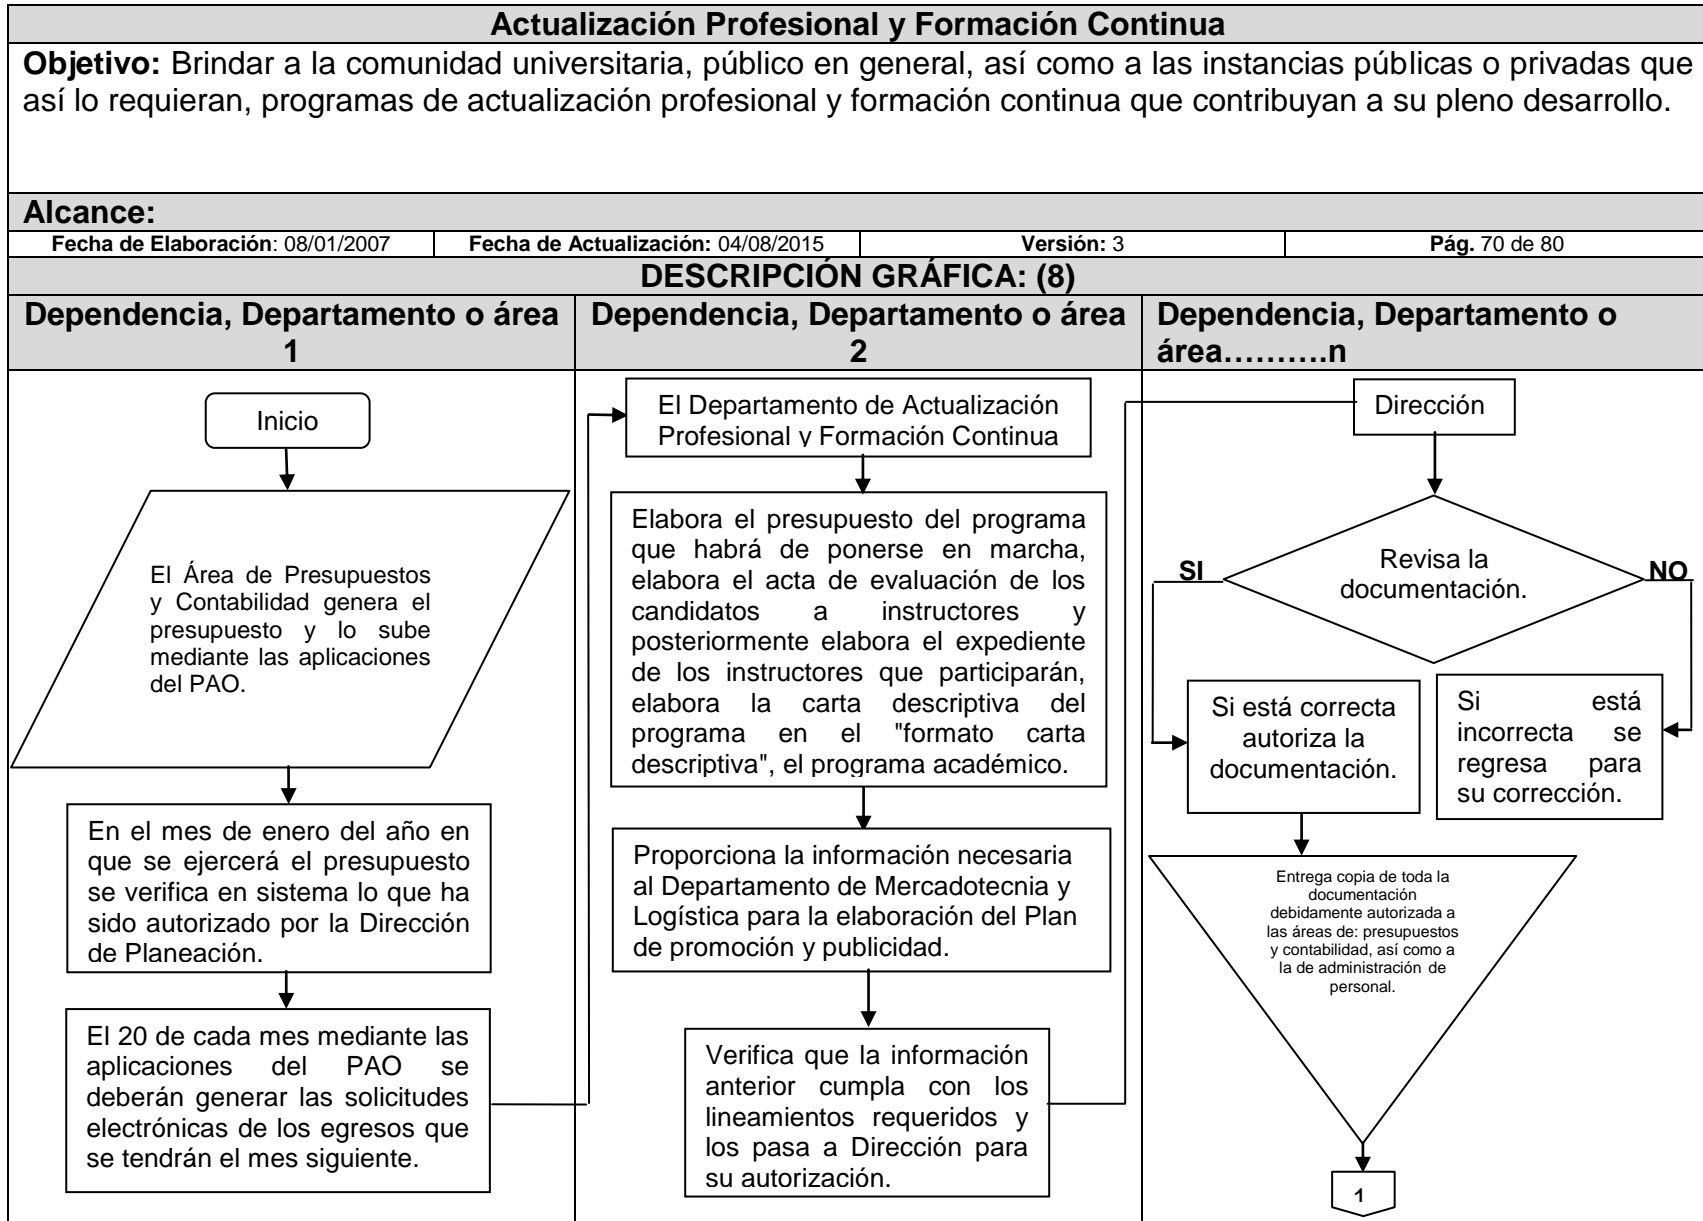 Actualización Profesional y Formación Continua
Objetivo: Brindar a la comunidad universitaria, público en general, así como a las instancias públicas o privadas que
así lo requieran, programas de actualización profesional y formación continua que contribuyan a su pleno desarrollo.
Alcance:
Fecha de Elaboración: 08/01/2007 Fecha de Actualización: 04/08/2015 Versión: 3 Pág. 70 de 80
DESCRIPCIÓN GRÁFICA: (8)
Dependencia, Departamento o área
1
Dependencia, Departamento o área
2
Dependencia, Departamento o
área……….n
Inicio
El Área de Presupuestos
y Contabilidad genera el
presupuesto y lo sube
mediante las aplicaciones
del PAO.
En el mes de enero del año en
que se ejercerá el presupuesto
se verifica en sistema lo que ha
sido autorizado por la Dirección
de Planeación.
El 20 de cada mes mediante las
aplicaciones del PAO se
deberán generar las solicitudes
electrónicas de los egresos que
se tendrán el mes siguiente.
El Departamento de Actualización
Profesional y Formación Continua
Elabora el presupuesto del programa
que habrá de ponerse en marcha,
elabora el acta de evaluación de los
candidatos a instructores y
posteriormente elabora el expediente
de los instructores que participarán,
elabora la carta descriptiva del
programa en el "formato carta
descriptiva", el programa académico.
Proporciona la información necesaria
al Departamento de Mercadotecnia y
Logística para la elaboración del Plan
de promoción y publicidad.
Verifica que la información
anterior cumpla con los
lineamientos requeridos y
los pasa a Dirección para
su autorización.
Dirección
Revisa la
documentación.
SI
NO
Si está correcta
autoriza la
documentación.
Si está
incorrecta se
regresa para
su corrección.
Entrega copia de toda la
documentación
debidamente autorizada a
las áreas de: presupuestos
y contabilidad, así como a
la de administración de
personal.
1